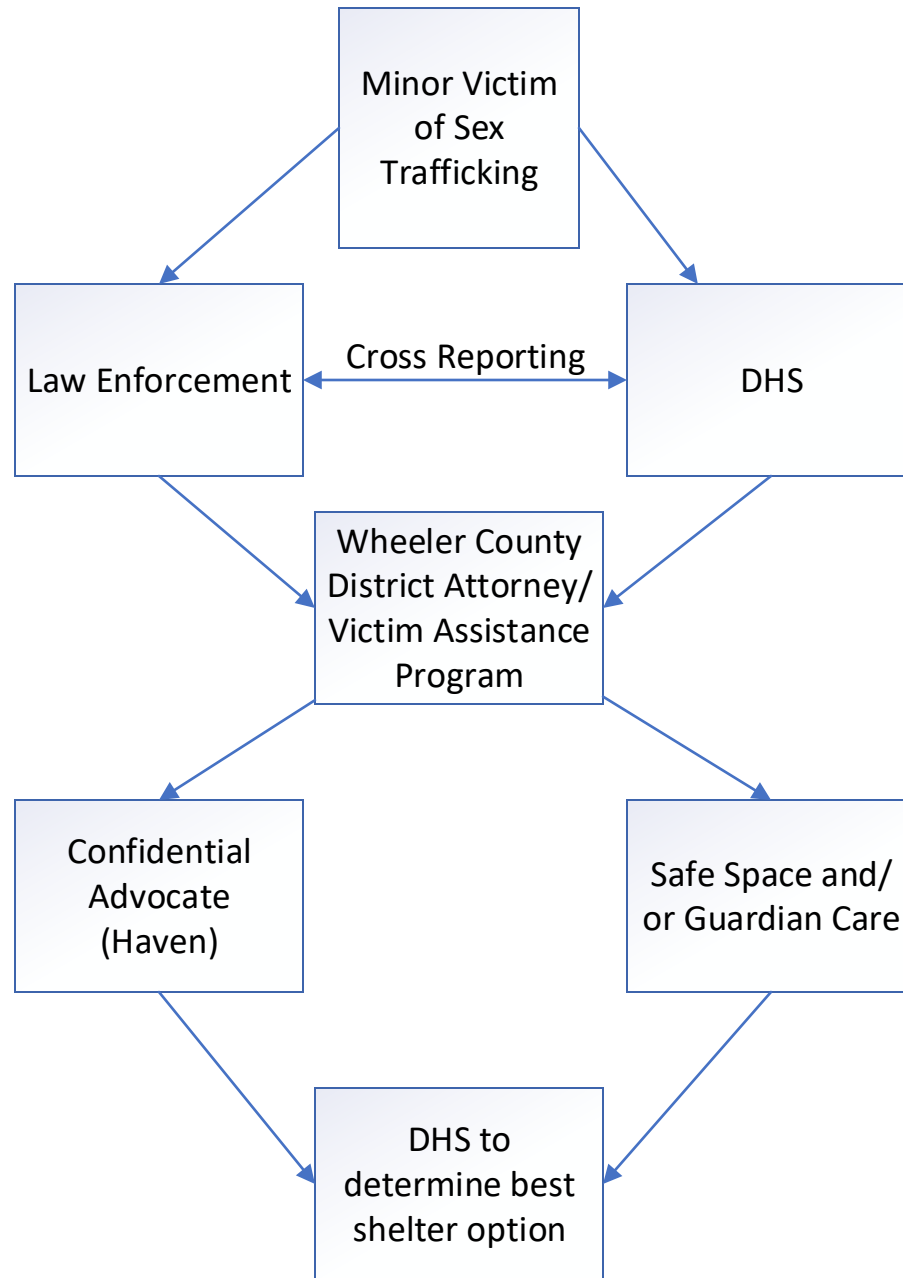 Minor Victim
of Sex
Trafficking
Law Enforcement
Cross Reporting
DHS
Wheeler County
District Attorney/
Victim Assistance
Program
Confidential
Advocate
(Haven)
Safe Space and/
or Guardian Care
DHS to
determine best
shelter option